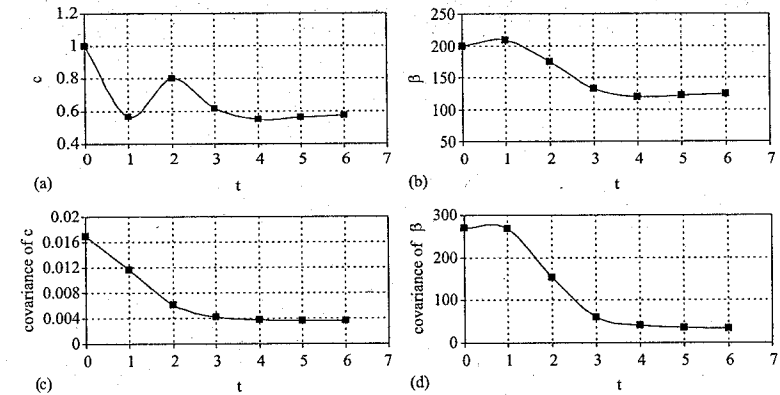 1.2
1
0.8
0.6
0.4
c
0 1 2 3 4 5 6 7
(a)
t
250
200
150
100
50
β
0 1 2 3 4 5 6 7
(b)
t
0.02
0.016
0.012
0.008
0.004
0
covariance of c
0 1 2 3 4 5 6 7
(c)
t
300
200
100
0
covariance of β
0 1 2 3 4 5 6 7
(d)
t